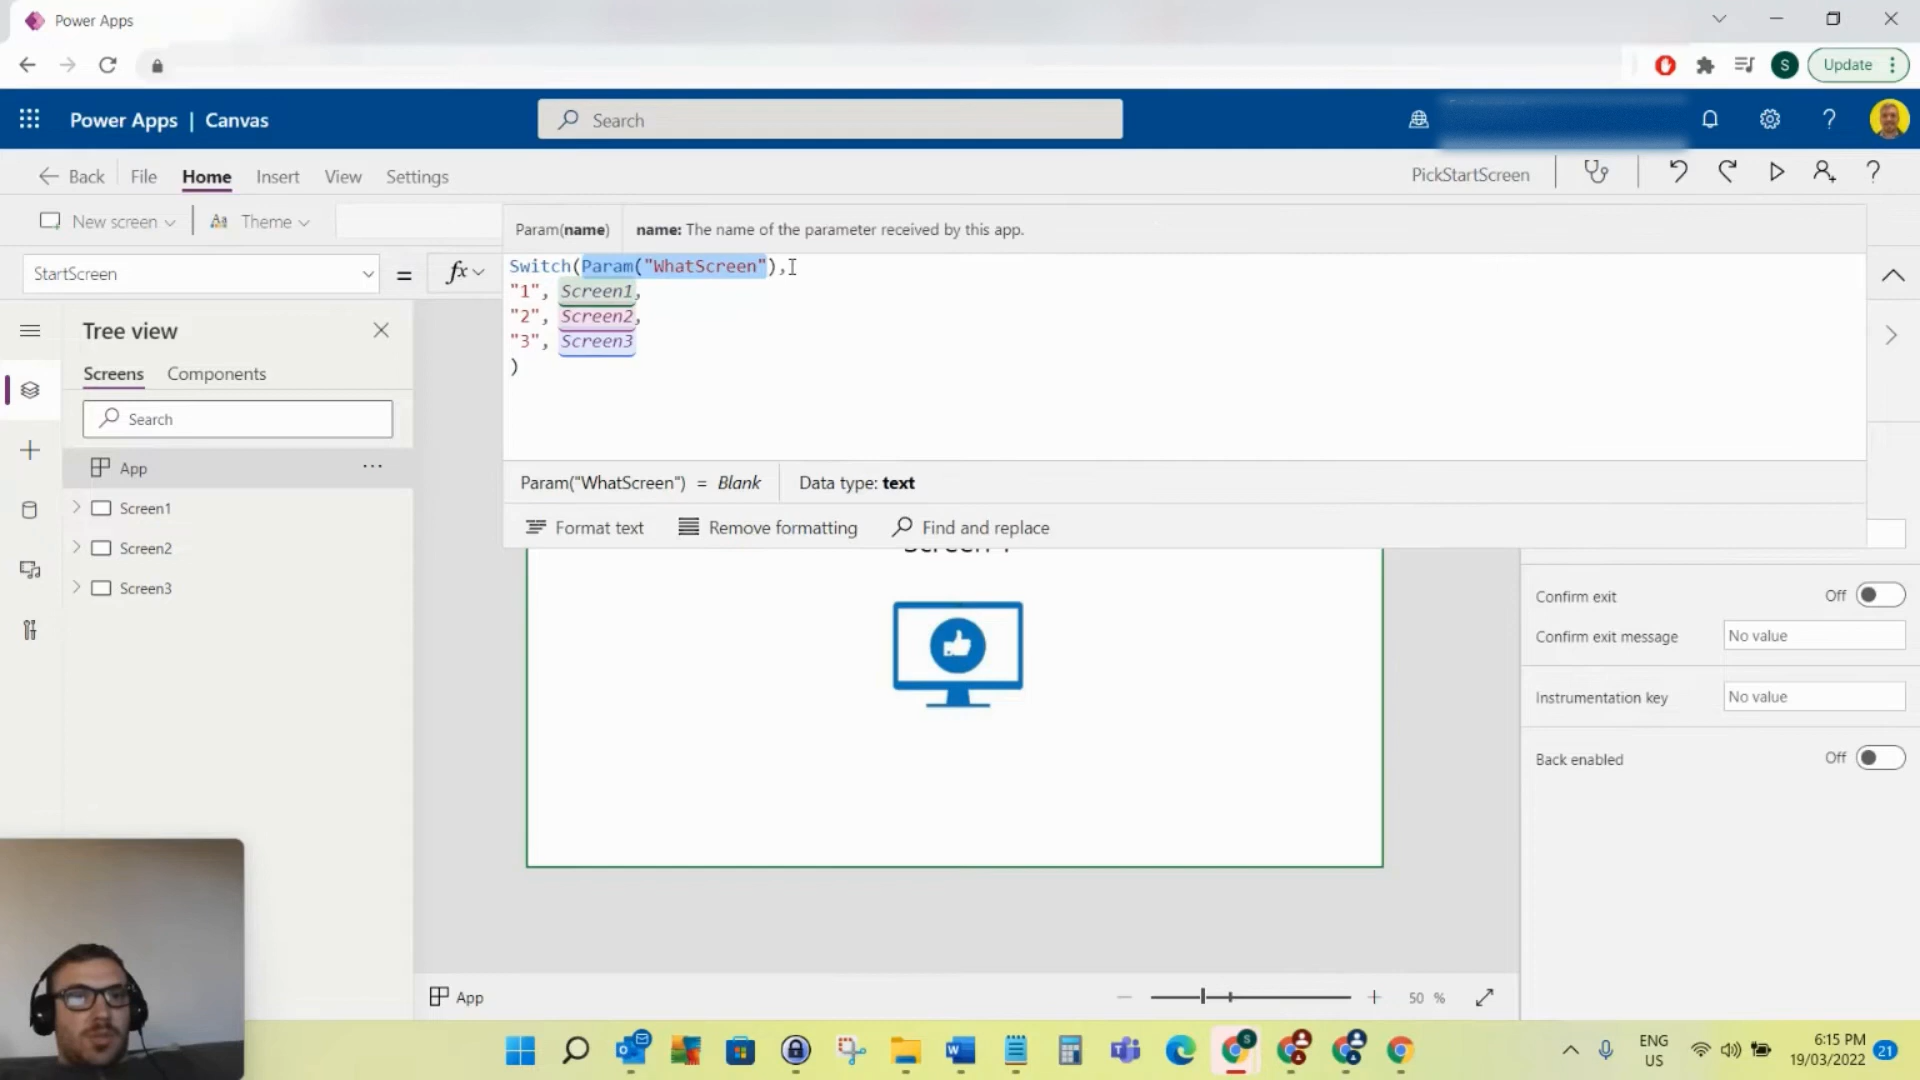 Power Apps
S
Update
Power Apps | Canvas
Search
Back
File
Home
Insert
View
Settings
PickStartScreen
New screen
Theme
Param(name)
name: The name of the parameter received by this app.
StartScreen
=
fx
Switch(Param("WhatScreen"),
"1", Screen1,
"2", Screen2,
"3", Screen3
)
Tree view
Screens
Components
Search
App
Screen1
Screen2
Screen3
Param("WhatScreen") = Blank
Data type: text
Format text
Remove formatting
Find and replace
Confirm exit
Off
Confirm exit message
No value
Instrumentation key
No value
Back enabled
Off
App
50 %
ENG
US
6:15 PM
19/03/2022
21